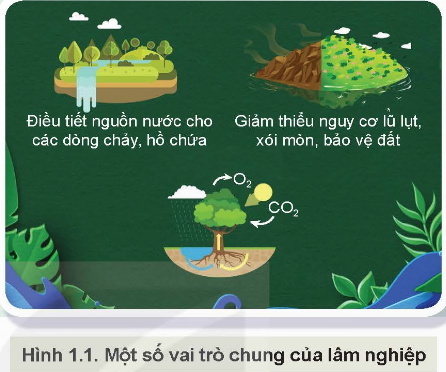 Điều tiết nguồn nước cho
các dòng chảy, hồ chứa
Giảm thiểu nguy cơ lũ lụt,
xói mòn, bảo vệ đất
O₂
CO₂
Hình 1.1. Một số vai trò chung của lâm nghiệp